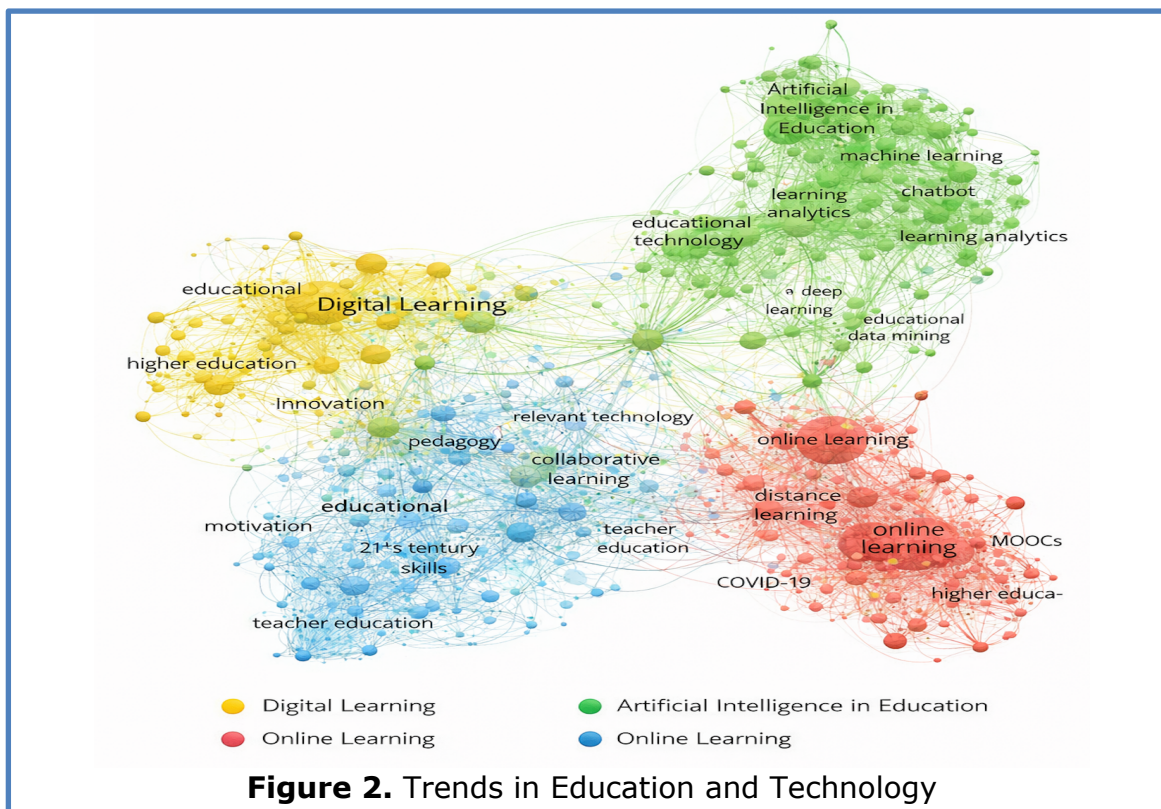 Artificial
Intelligence in
Education
machine learning
learning
analytics
chatbot
educatiional
technology
learning analytics
educational
Digital Learning
deep
learning
educational
data mining
higher education
Innovation
relevant technology
pedagogy
online Learning
collaborative
learning
educational
distance
learning
motivation
teacher
education
online
learning
MOOCs
21⁺s tentury
skills
COVID-19
higher educa-
teacher education
Digital Learning
Artificial Intelligence in Education
Online Learning
Online Learning
Figure 2. Trends in Education and Technology